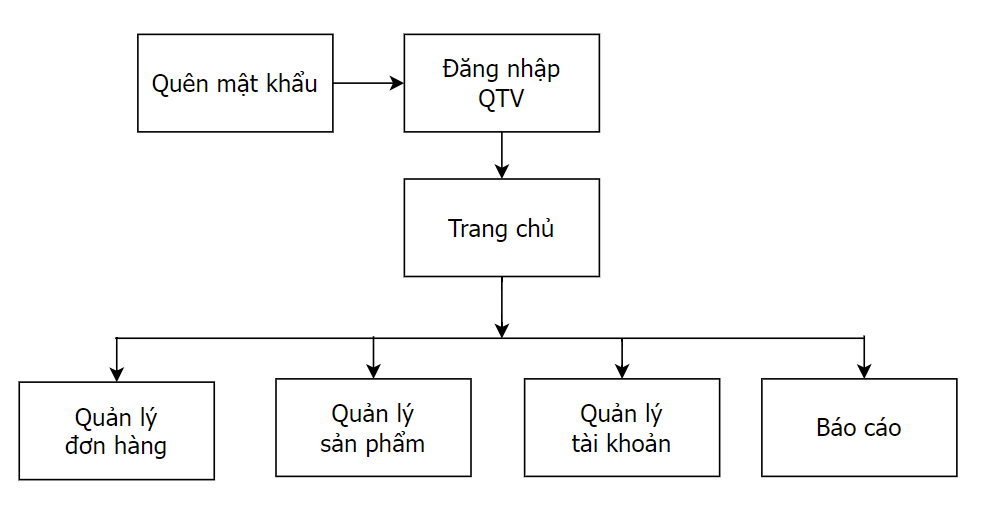 Quên mật khẩu
Đăng nhập
QTV
Trang chủ
Quản lý
đơn hàng
Quản lý
sản phẩm
Quản lý
tài khoản
Báo cáo